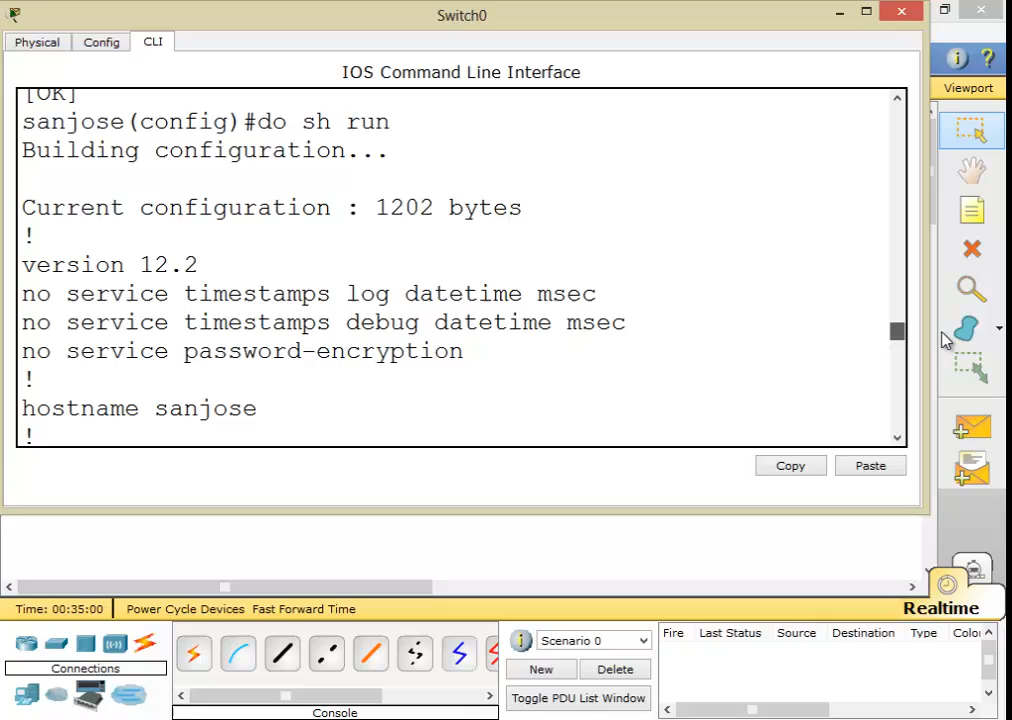 Switch0
Physical
Config
CLI
IOS Command Line Interface
[OK]
sanjose(config)#do sh run
Building configuration...
Current configuration : 1202 bytes
!
version 12.2
no service timestamps log datetime msec
no service timestamps debug datetime msec
no service password-encryption
!
hostname sanjose
!
Copy
Paste
Viewport
Time: 00:35:00
Power Cycle Devices Fast Forward Time
Realtime
Connections
Console
Scenario 0
New
Delete
Toggle PDU List Window
Fire
Last Status
Source
Destination
Type